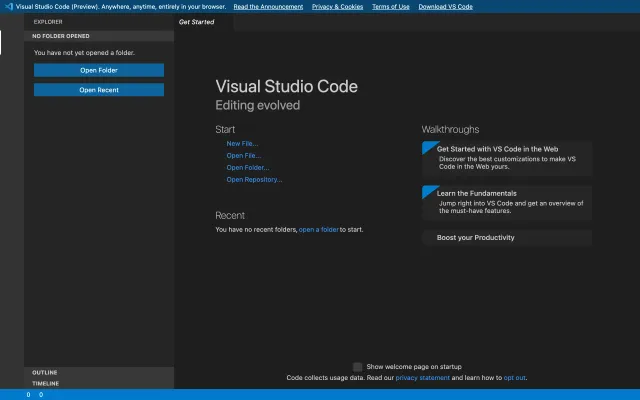 Visual Studio Code (Preview). Anywhere, anytime, entirely in your browser. Read the Announcement Privacy & Cookies Terms of Use Download VS Code
EXPLORER
Get Started
NO FOLDER OPENED
You have not yet opened a folder.
Open Folder
Open Recent
Visual Studio Code
Editing evolved
Start
New File...
Open File...
Open Folder...
Open Repository...
Recent
You have no recent folders, open a folder to start.
Walkthroughs
Get Started with VS Code in the Web
Discover the best customizations to make VS
Code in the Web yours.
Learn the Fundamentals
Jump right into VS Code and get an overview of
the must-have features.
Boost your Productivity
Show welcome page on startup
Code collects usage data. Read our privacy statement and learn how to opt out.
OUTLINE
TIMELINE
0 0